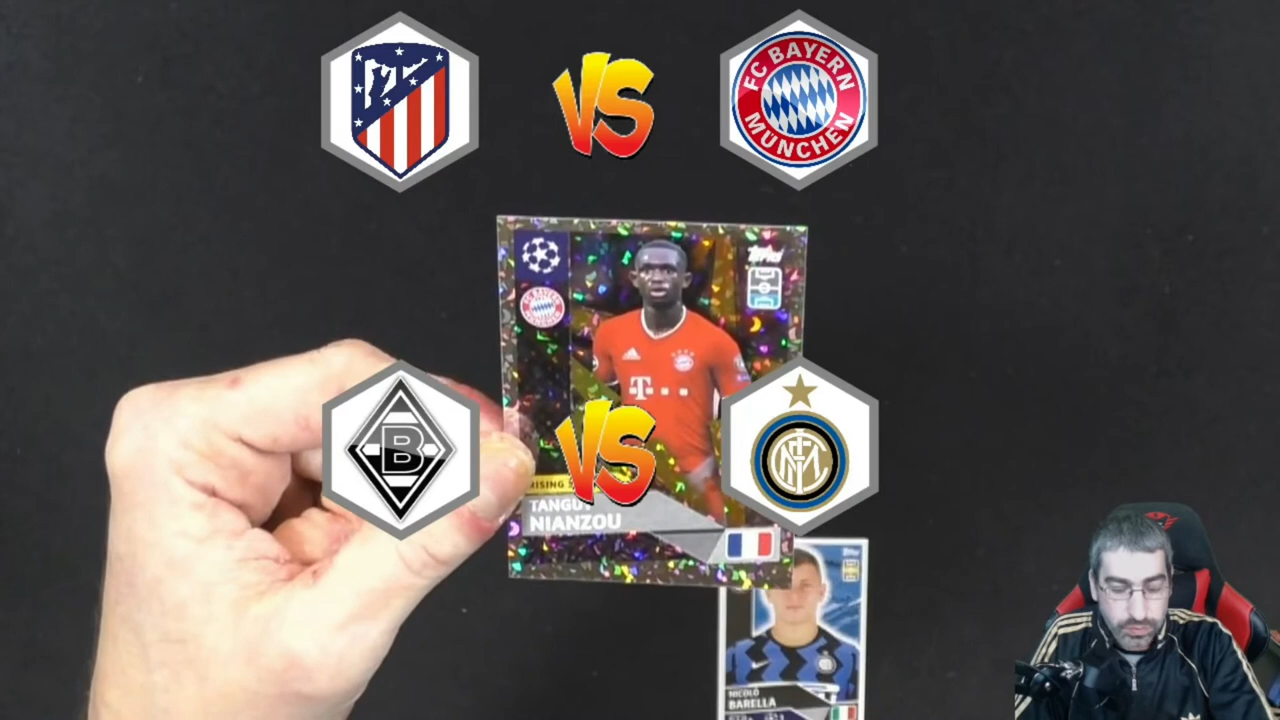 VS
FC BAYERN
MÜNCHEN
Topps
T
B
VS
RISING
TANGUY
NIANZOU
NICOLÒ
BARELLA